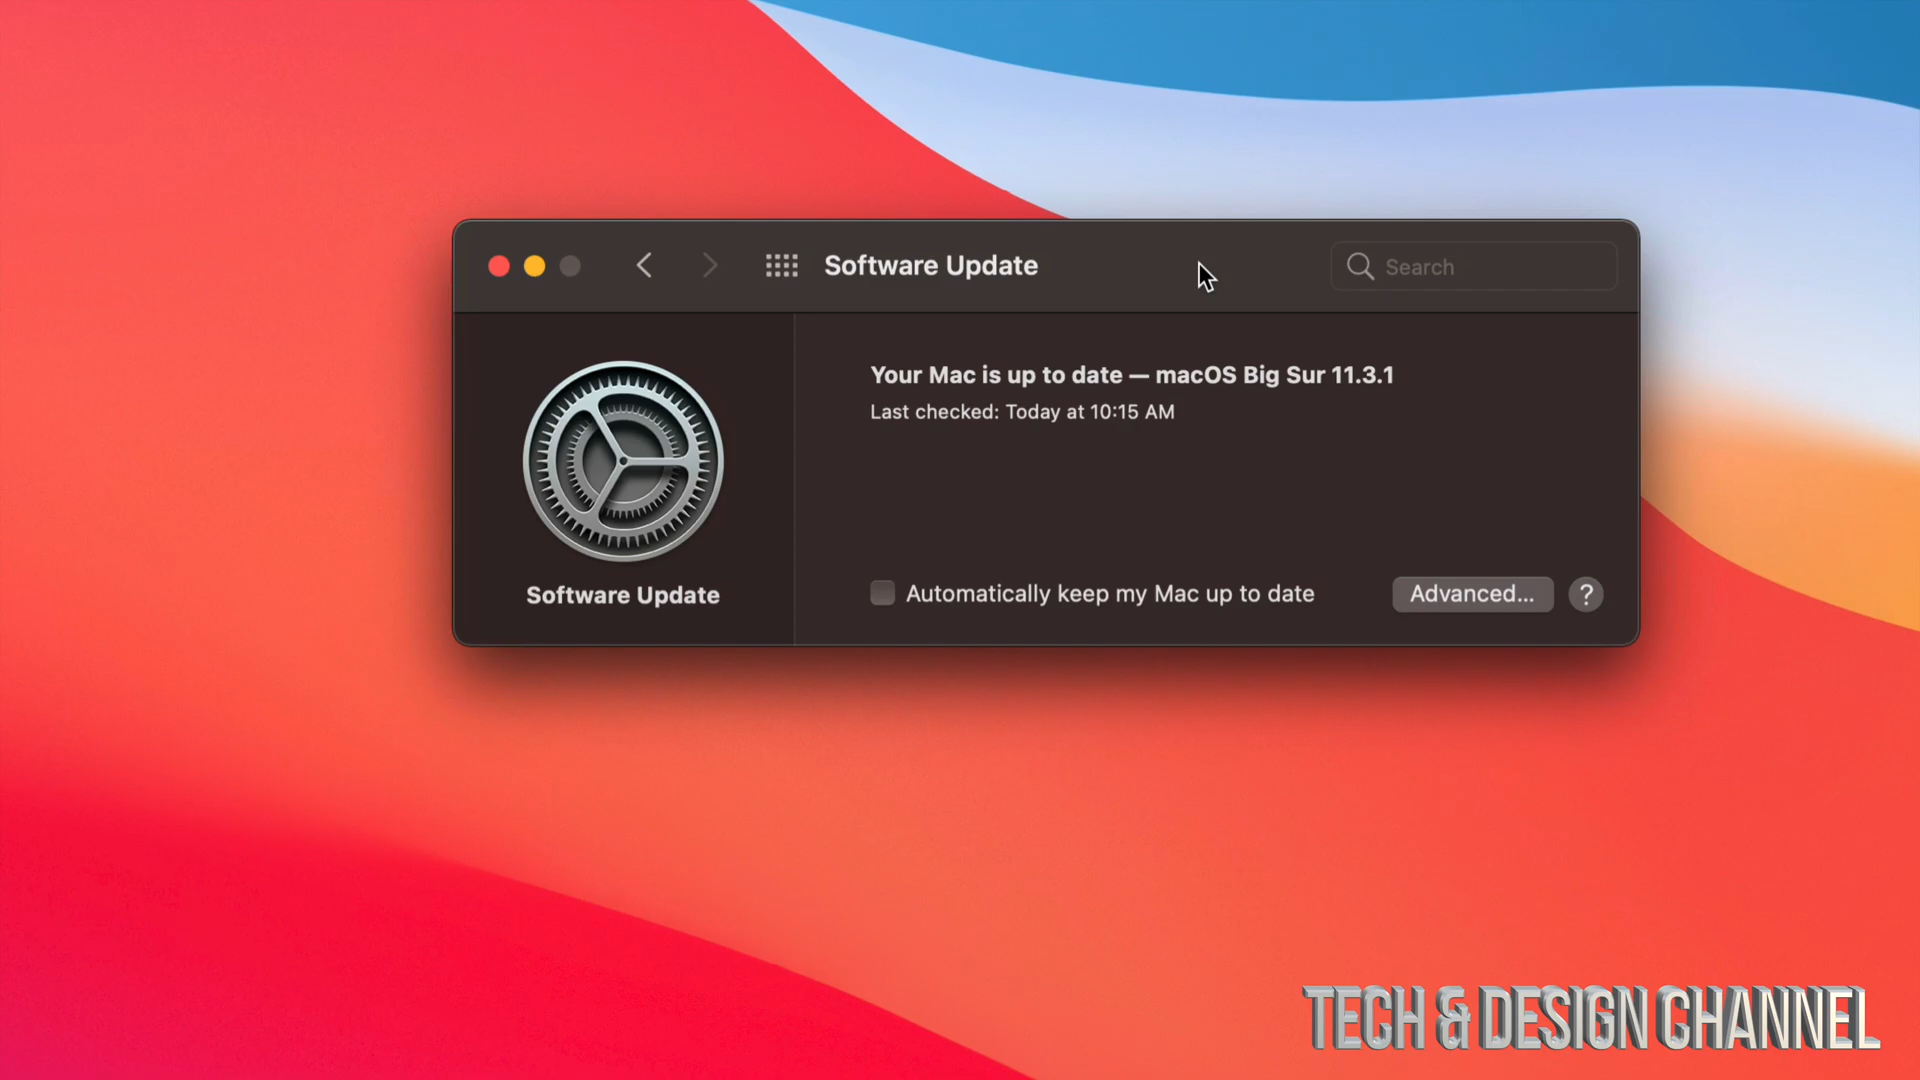 Software Update
Search
Your Mac is up to date — macOS Big Sur 11.3.1
Last checked: Today at 10:15 AM
Software Update
Automatically keep my Mac up to date
Advanced...
?
TECH & DESIGN CHANNEL